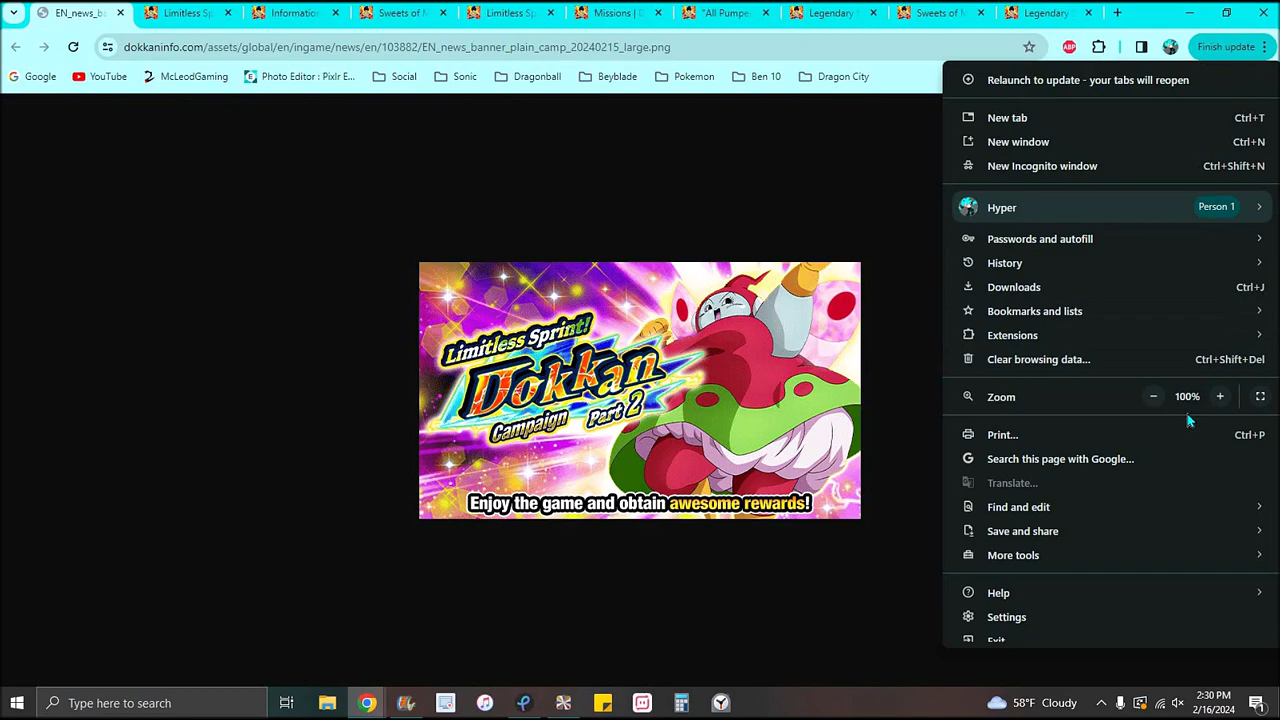 EN_news_ba
Limitless Sp
Information
Sweets of M
Limitless Sp
Missions | D
"All Pumpe
Legendary
Sweets of M
Legendary
dokkaninfo.com/assets/global/en/ingame/news/en/103882/EN_news_banner_plain_camp_20240215_large.png
ABP
Finish update
Google
YouTube
McLeodGaming
Photo Editor : Pixlr E...
Social
Sonic
Dragonball
Beyblade
Pokemon
Ben 10
Dragon City
Relaunch to update - your tabs will reopen
New tab Ctrl+T
New window Ctrl+N
New Incognito window Ctrl+Shift+N
Hyper Person 1
Passwords and autofill
History
Downloads Ctrl+J
Bookmarks and lists
Extensions
Clear browsing data... Ctrl+Shift+Del
Zoom − 100% +
Print... Ctrl+P
Search this page with Google...
Translate...
Find and edit
Save and share
More tools
Help
Settings
Exit
Limitless Sprint!
Dokkan
Campaign Part 2
Enjoy the game and obtain awesome rewards!
Type here to search
58°F Cloudy
2:30 PM
2/16/2024